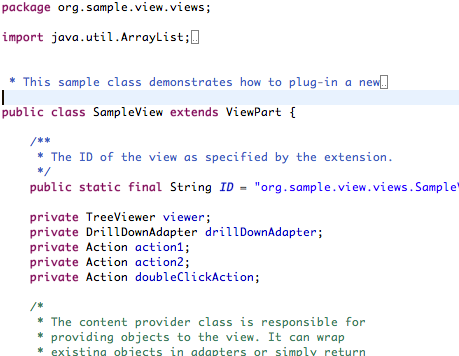 package org.sample.view.views;
import java.util.ArrayList;
* This sample class demonstrates how to plug-in a new
public class SampleView extends ViewPart {
/**
* The ID of the view as specified by the extension.
*/
public static final String ID = "org.sample.view.views.Sample
private TreeViewer viewer;
private DrillDownAdapter drillDownAdapter;
private Action action1;
private Action action2;
private Action doubleClickAction;
/*
* The content provider class is responsible for
* providing objects to the view. It can wrap
* existing objects in adapters or simply return